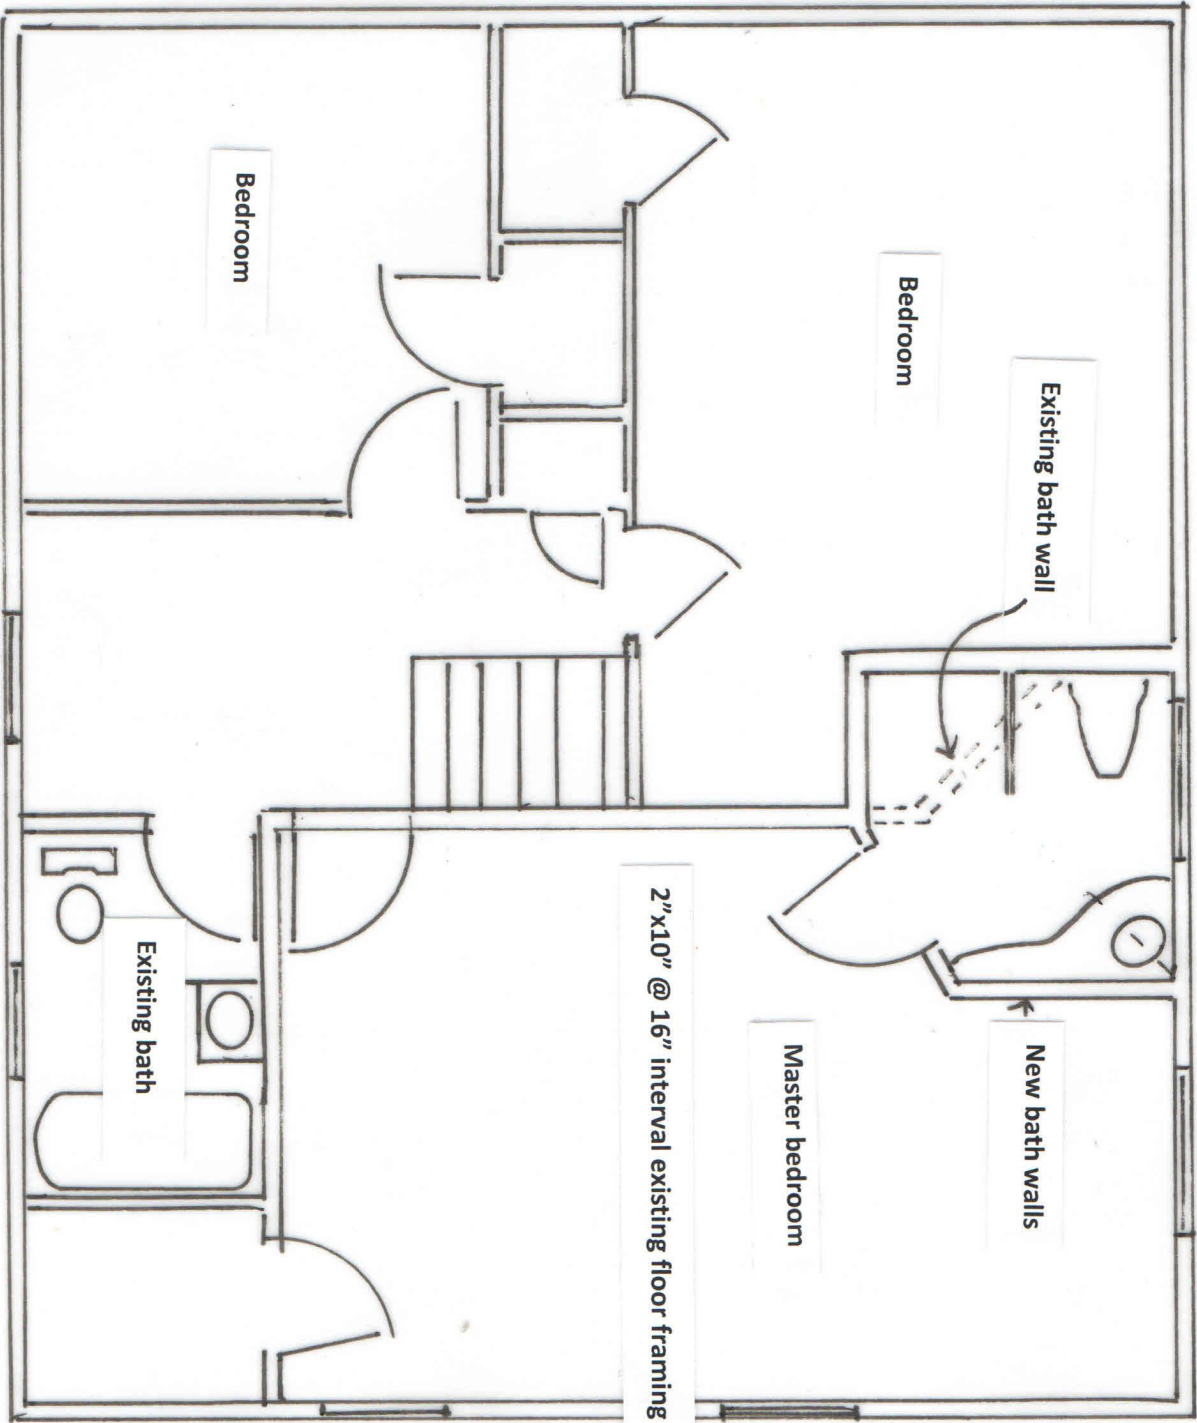 Bedroom
Bedroom
Existing bath wall
Existing bath
2”x10” @ 16” interval existing floor framing
Master bedroom
New bath walls